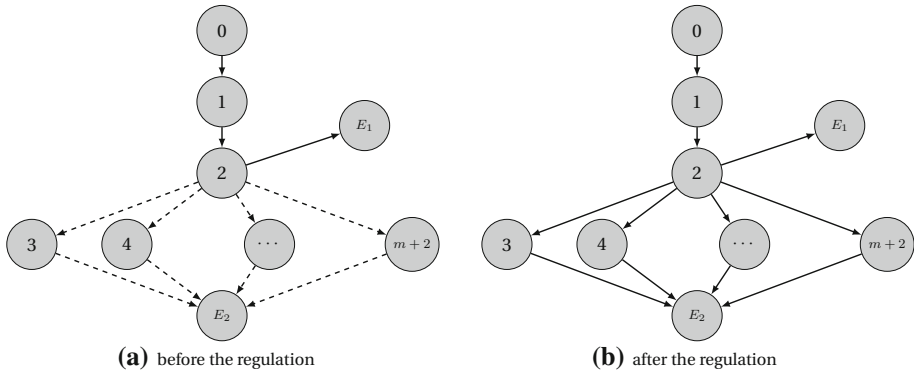 0
1
E₁
2
3
4
⋯
m + 2
E₂
(a) before the regulation
0
1
E₁
2
3
4
⋯
m + 2
E₂
(b) after the regulation